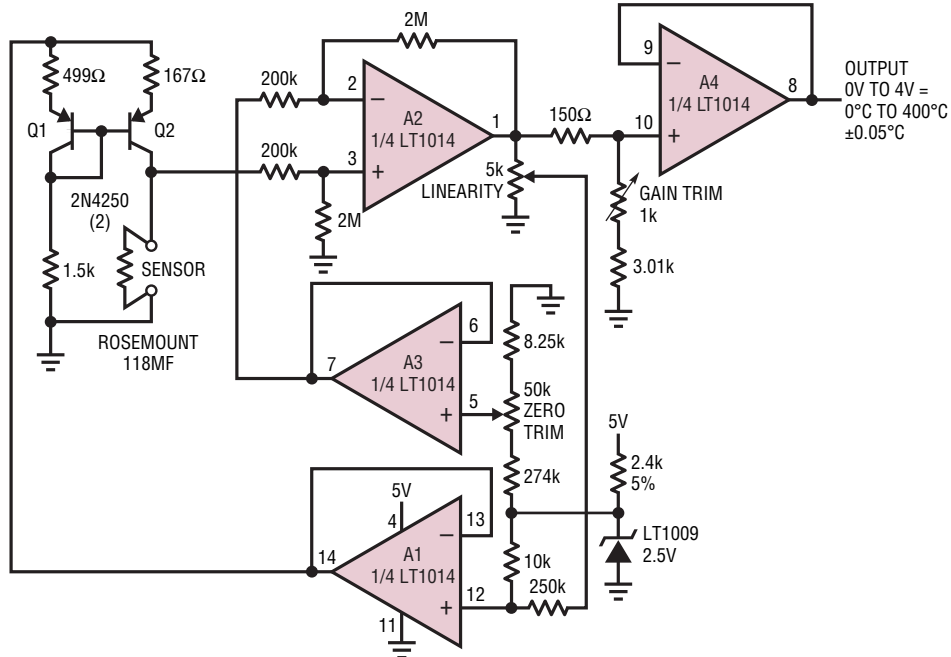 499Ω
167Ω
Q1
Q2
2N4250
(2)
1.5k
SENSOR
ROSEMOUNT
118MF
200k
200k
2M
2
3
−
+
A2
1/4 LT1014
1
2M
5k
LINEARITY
150Ω
9
10
−
+
A4
1/4 LT1014
8
OUTPUT
0V TO 4V =
0°C TO 400°C
±0.05°C
GAIN TRIM
1k
3.01k
7
A3
1/4 LT1014
6
−
5
+
8.25k
50k
ZERO
TRIM
274k
5V
2.4k
5%
LT1009
2.5V
14
5V
4
A1
1/4 LT1014
13
−
12
+
11
10k
250k